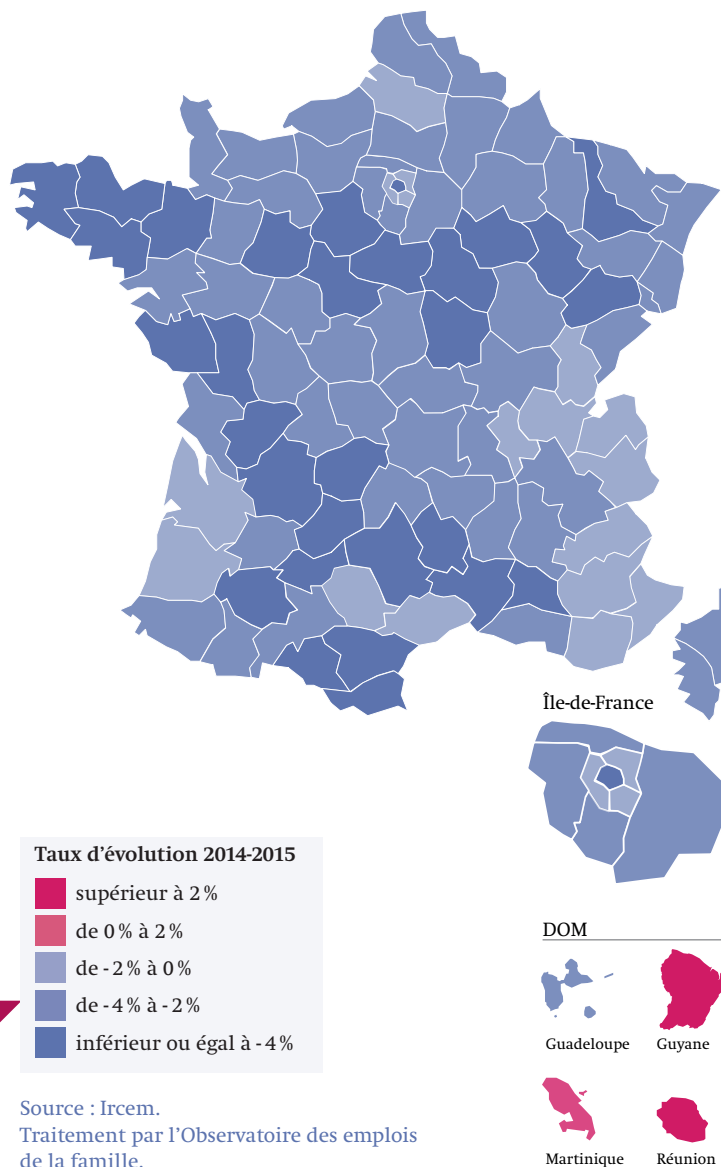 Île-de-France
Taux d'évolution 2014-2015
supérieur à 2 %
de 0 % à 2 %
de - 2 % à 0 %
de - 4 % à - 2 %
inférieur ou égal à - 4 %
DOM
Guadeloupe
Guyane
Martinique
Réunion
Source : Ircem.
Traitement par l'Observatoire des emplois
de la famille.